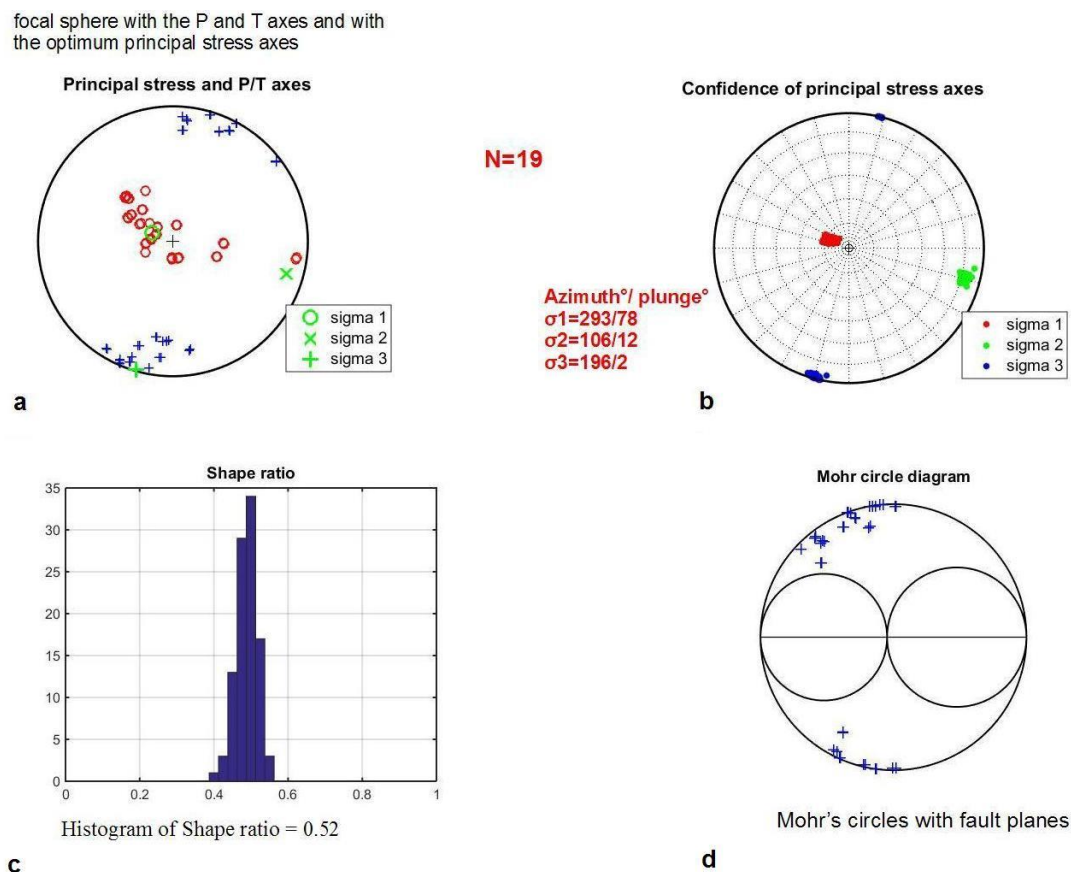 focal sphere with the P and T axes and with
the optimum principal stress axes
Principal stress and P/T axes
sigma 1
sigma 2
sigma 3
a
N=19
Azimuth°/ plunge°
σ1=293/78
σ2=106/12
σ3=196/2
Confidence of principal stress axes
sigma 1
sigma 2
sigma 3
b
Shape ratio
35
30
25
20
15
10
5
0
0 0.2 0.4 0.6 0.8 1
Histogram of Shape ratio = 0.52
c
Mohr circle diagram
Mohr's circles with fault planes
d